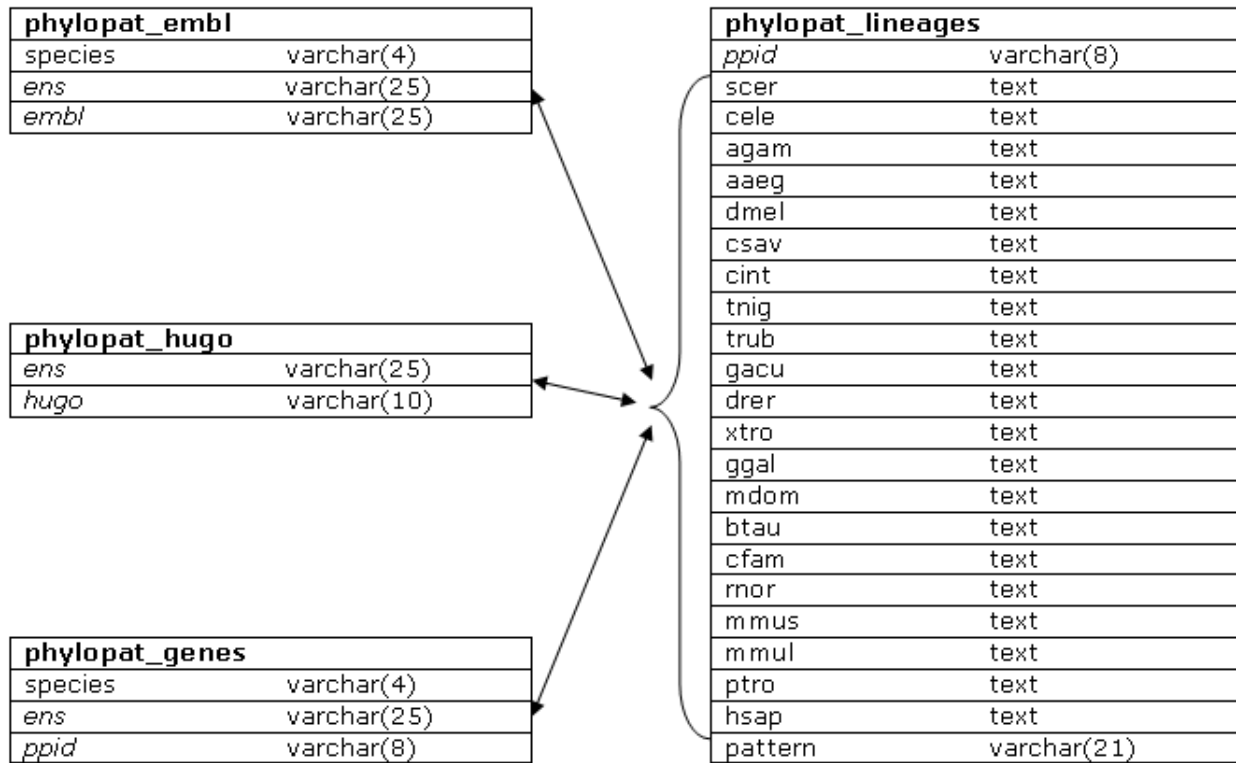 phylopat_embl
species varchar(4)
ens varchar(25)
embl varchar(25)
phylopat_hugo
ens varchar(25)
hugo varchar(10)
phylopat_genes
species varchar(4)
ens varchar(25)
ppid varchar(8)
phylopat_lineages
ppid varchar(8)
scer text
cele text
agam text
aaeg text
dmel text
csav text
cint text
tnig text
trub text
gacu text
drer text
xtro text
ggal text
mdom text
btau text
cfam text
rnor text
mmus text
mmul text
ptro text
hsap text
pattern varchar(21)